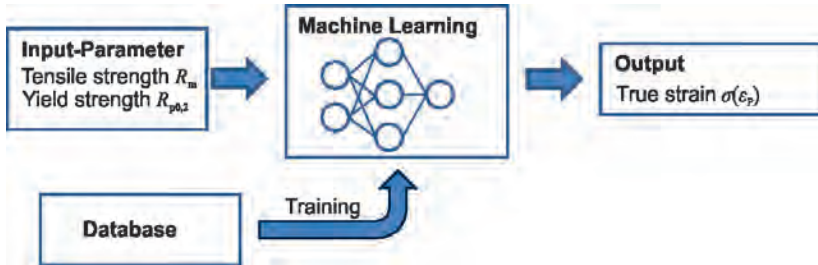 Input-Parameter
Tensile strength Rm
Yield strength Rp0,2
Machine Learning
Output
True strain σ(εP)
Training
Database